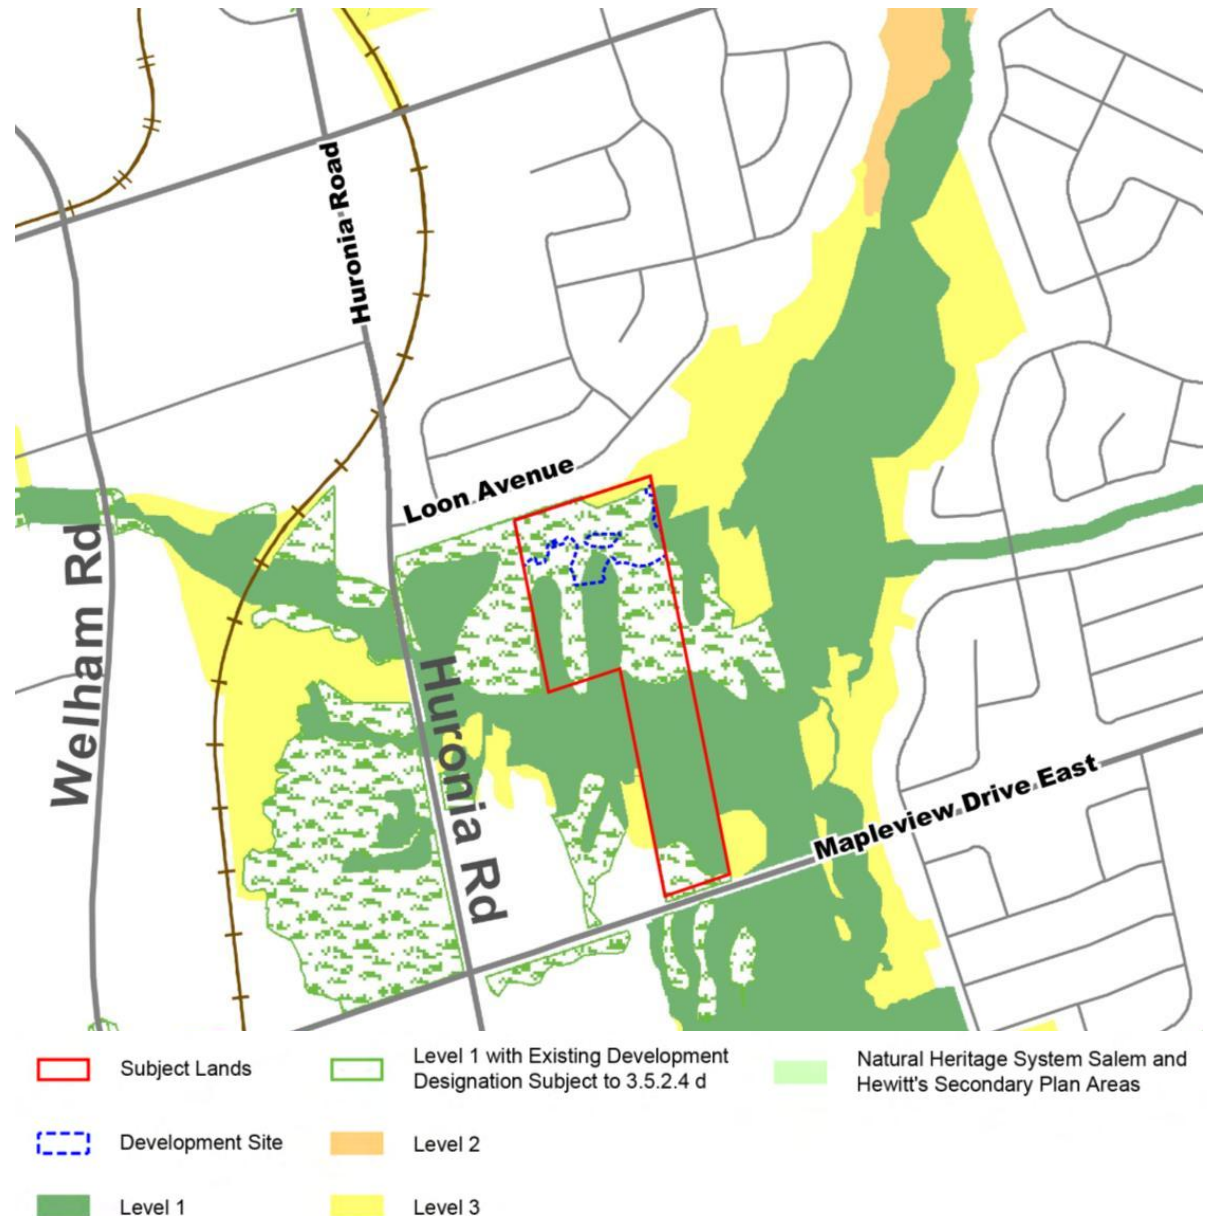 Huronia Road
Loon Avenue
Welham Rd
Huronia Rd
Mapleview Drive East
Subject Lands
Level 1 with Existing Development
Designation Subject to 3.5.2.4 d
Natural Heritage System Salem and
Hewitt's Secondary Plan Areas
Development Site
Level 2
Level 1
Level 3